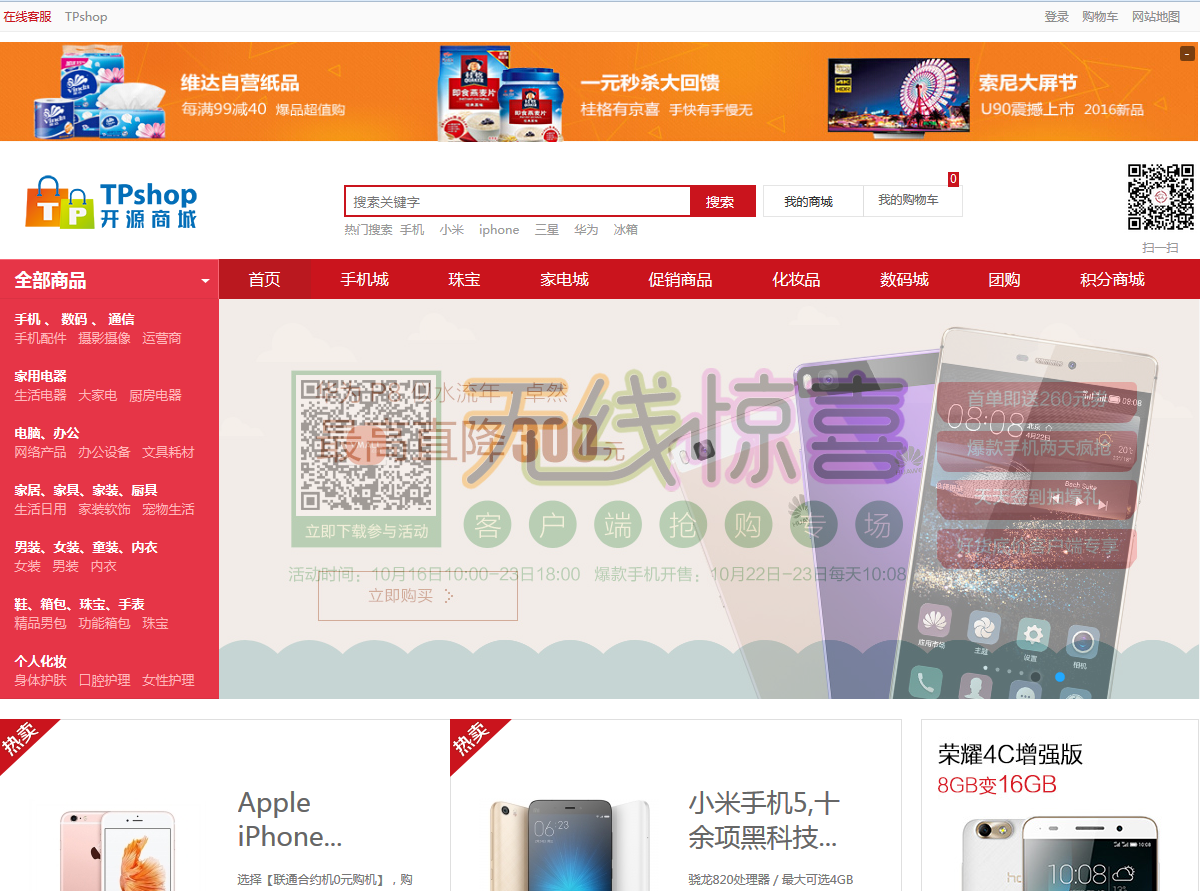 在线客服 TPshop 登录 购物车 网站地图
维达自营纸品
每满99减40 爆品超值购
一元秒杀大回馈
桂格有京喜 手快有手慢无
索尼大屏节
U90震撼上市 2016新品
TPshop
开源商城
搜索关键字 搜索 我的商城 我的购物车 0
热门搜索 手机 小米 iphone 三星 华为 冰箱
扫一扫
全部商品 首页 手机城 珠宝 家电城 促销商品 化妆品 数码城 团购 积分商城
手机 、 数码 、 通信
手机配件 摄影摄像 运营商
家用电器
生活电器 大家电 厨房电器
电脑、办公
网络产品 办公设备 文具耗材
家居、家具、家装、厨具
生活日用 家装软饰 宠物生活
男装、女装、童装、内衣
女装 男装 内衣
鞋、箱包、珠宝、手表
精品男包 功能箱包 珠宝
个人化妆
身体护肤 口腔护理 女性护理
似水流年 卓然
最高直降302元
无线惊喜
客户端抢购专场
立即下载参与活动
活动时间：10月16日10:00-23日18:00 爆款手机开售：10月22日-23日每天10:08
立即购买
首单即送260元券
爆款手机两天疯抢
08:08
热卖
Apple
iPhone...
选择【联通合约机0元购机】，购
热卖
小米手机5,十
余项黑科技...
骁龙820处理器 / 最大可选4GB
06:23
荣耀4C增强版
8GB变16GB
10:08